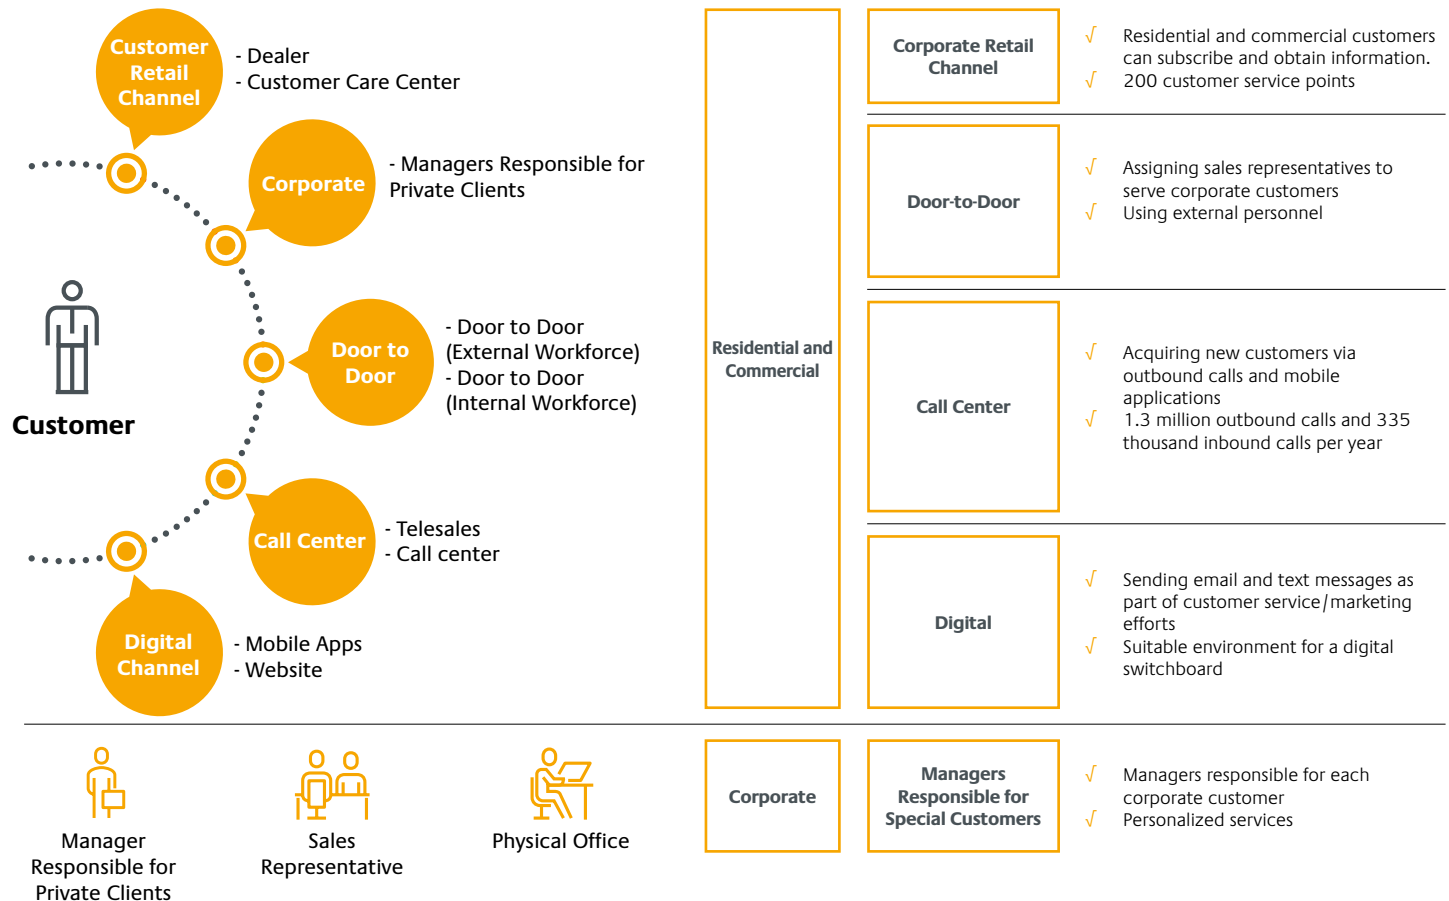 Customer
Retail
Channel
- Dealer
- Customer Care Center
Corporate
- Managers Responsible for
Private Clients
Customer
Door to
Door
- Door to Door
(External Workforce)
- Door to Door
(Internal Workforce)
Call Center
- Telesales
- Call center
Digital
Channel
- Mobile Apps
- Website
Manager
Responsible for
Private Clients
Sales
Representative
Physical Office
Residential and
Commercial
Corporate Retail
Channel
√ Residential and commercial customers
can subscribe and obtain information.
√ 200 customer service points
Door-to-Door
√ Assigning sales representatives to
serve corporate customers
√ Using external personnel
Call Center
√ Acquiring new customers via
outbound calls and mobile
applications
√ 1.3 million outbound calls and 335
thousand inbound calls per year
Digital
√ Sending email and text messages as
part of customer service/marketing
efforts
√ Suitable environment for a digital
switchboard
Corporate
Managers
Responsible for
Special Customers
√ Managers responsible for each
corporate customer
√ Personalized services